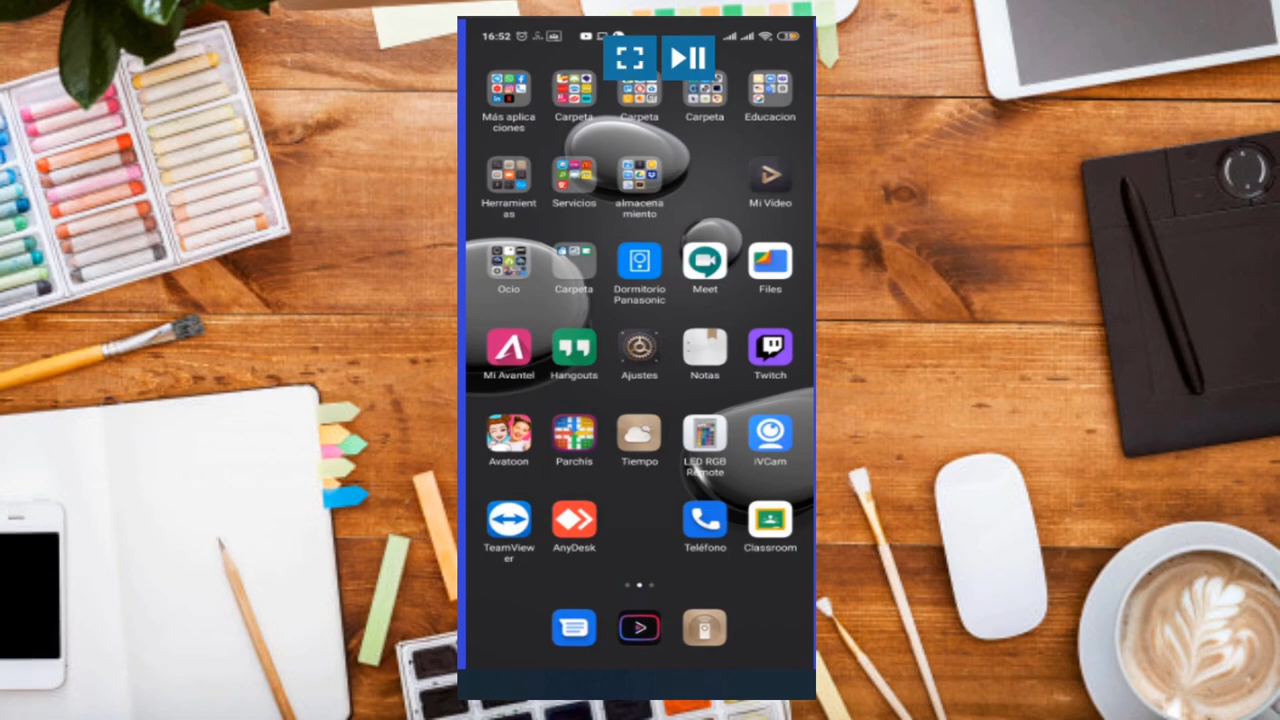 16:52
Más aplica
ciones
Carpeta
Carpeta
Carpeta
Educacion
Herramient
as
Servicios
almacena
miento
Mi Video
Ocio
Carpeta
Dormitorio
Panasonic
Meet
Files
Mi Avantel
Hangouts
Ajustes
Notas
Twitch
Avatoon
Parchis
Tiempo
LED RGB
Remote
iVCam
TeamView
er
AnyDesk
Teléfono
Classroom